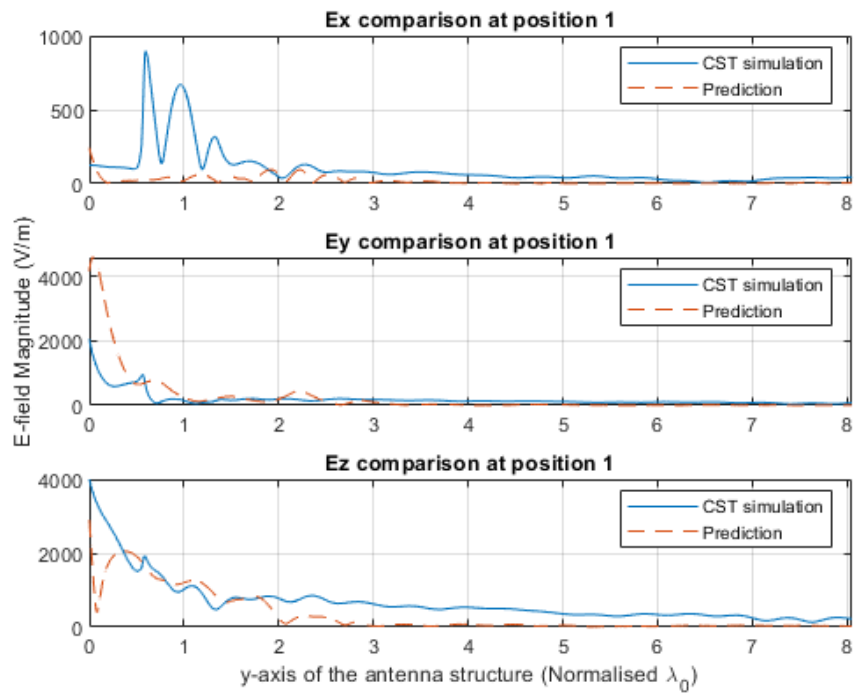 Ex comparison at position 1
1000
500
0
CST simulation
Prediction
0 1 2 3 4 5 6 7 8
Ey comparison at position 1
4000
2000
0
CST simulation
Prediction
0 1 2 3 4 5 6 7 8
E-field Magnitude (V/m)
Ez comparison at position 1
4000
2000
0
CST simulation
Prediction
0 1 2 3 4 5 6 7 8
y-axis of the antenna structure (Normalised λ₀)